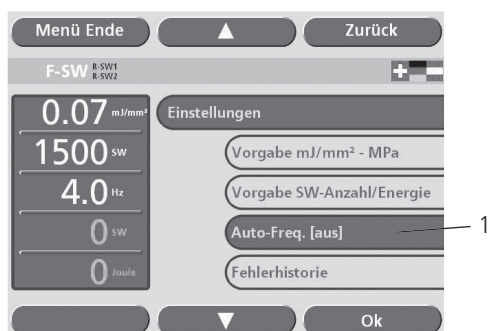 Menü Ende
Zurück
F-SW R-SW1
R-SW2
0.07 mJ/mm²
1500 SW
4.0 Hz
0 SW
0 Joule
Einstellungen
Vorgabe mJ/mm² - MPa
Vorgabe SW-Anzahl/Energie
Auto-Freq. [aus]
Fehlerhistorie
1
Ok